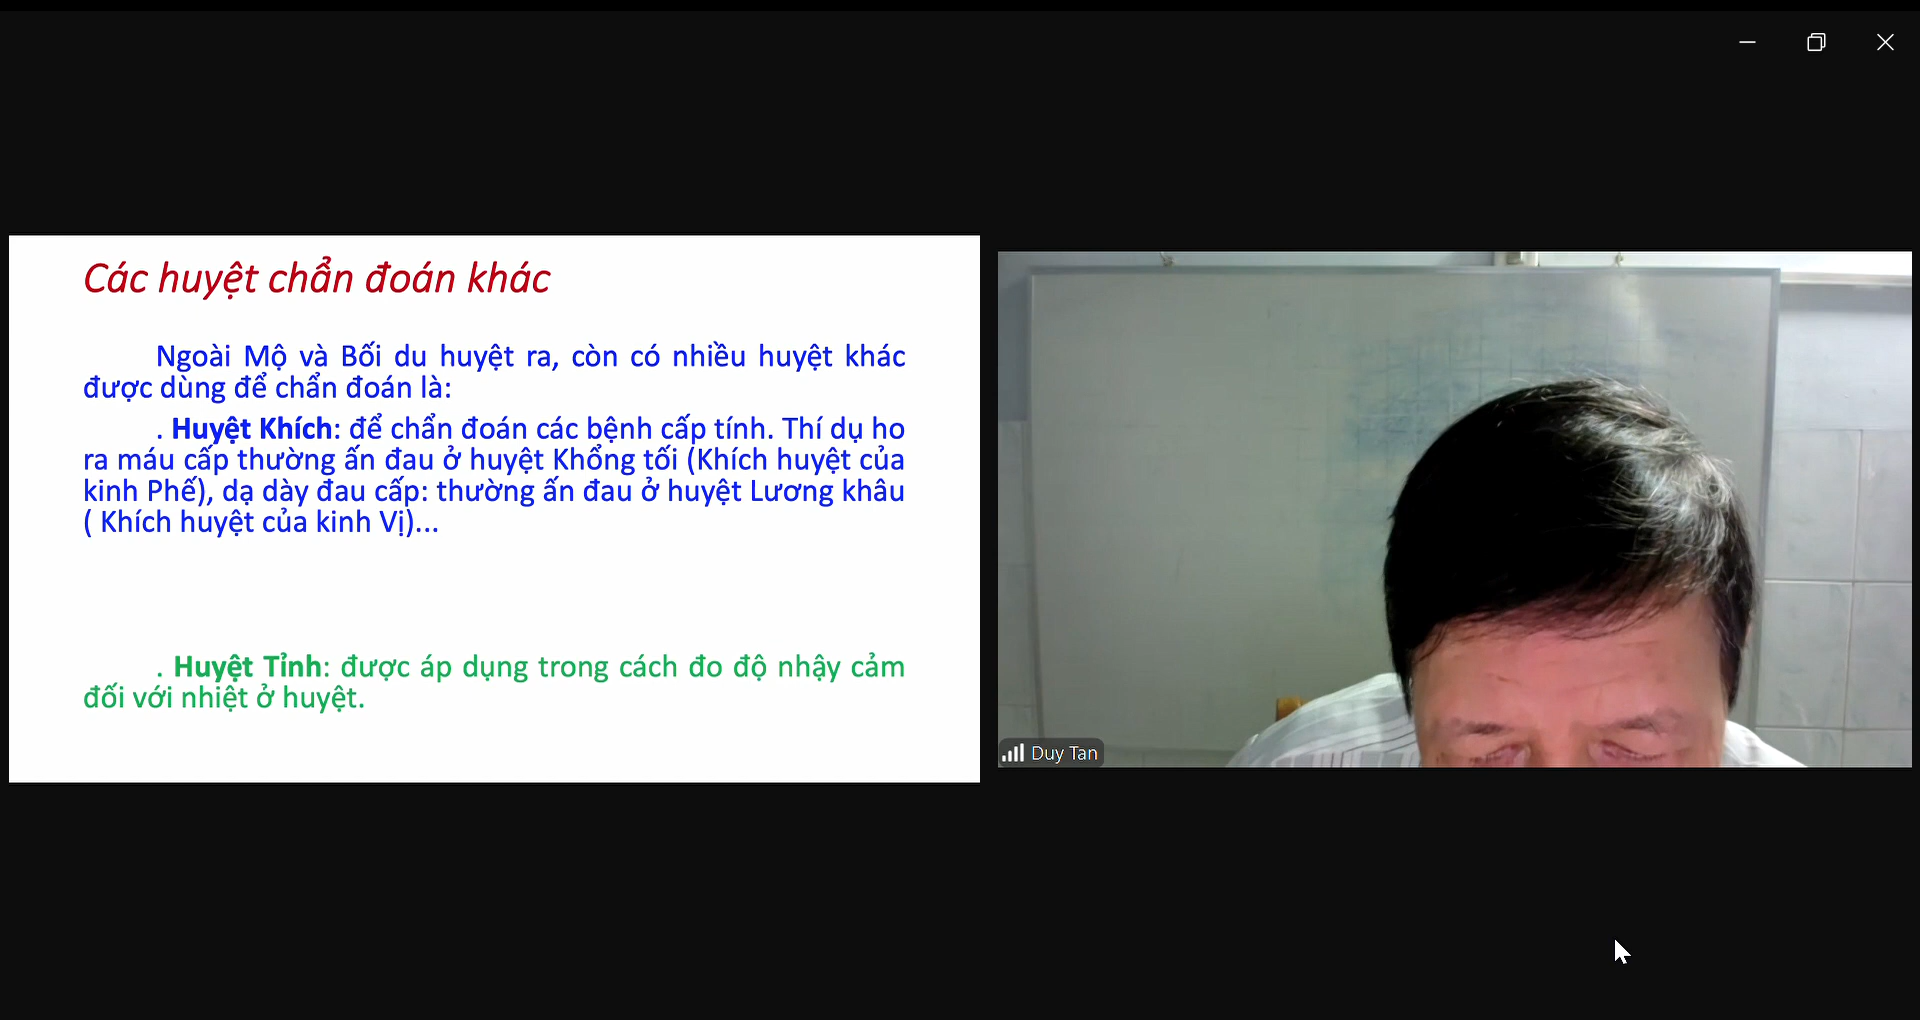 Các huyệt chẩn đoán khác
Ngoài Mộ và Bối du huyệt ra, còn có nhiều huyệt khác
được dùng để chẩn đoán là:
. Huyệt Khích: để chẩn đoán các bệnh cấp tính. Thí dụ ho
ra máu cấp thường ấn đau ở huyệt Khổng tối (Khích huyệt của
kinh Phế), dạ dày đau cấp: thường ấn đau ở huyệt Lương khâu
( Khích huyệt của kinh Vị)...
. Huyệt Tỉnh: được áp dụng trong cách đo độ nhậy cảm
đối với nhiệt ở huyệt.
Duy Tan